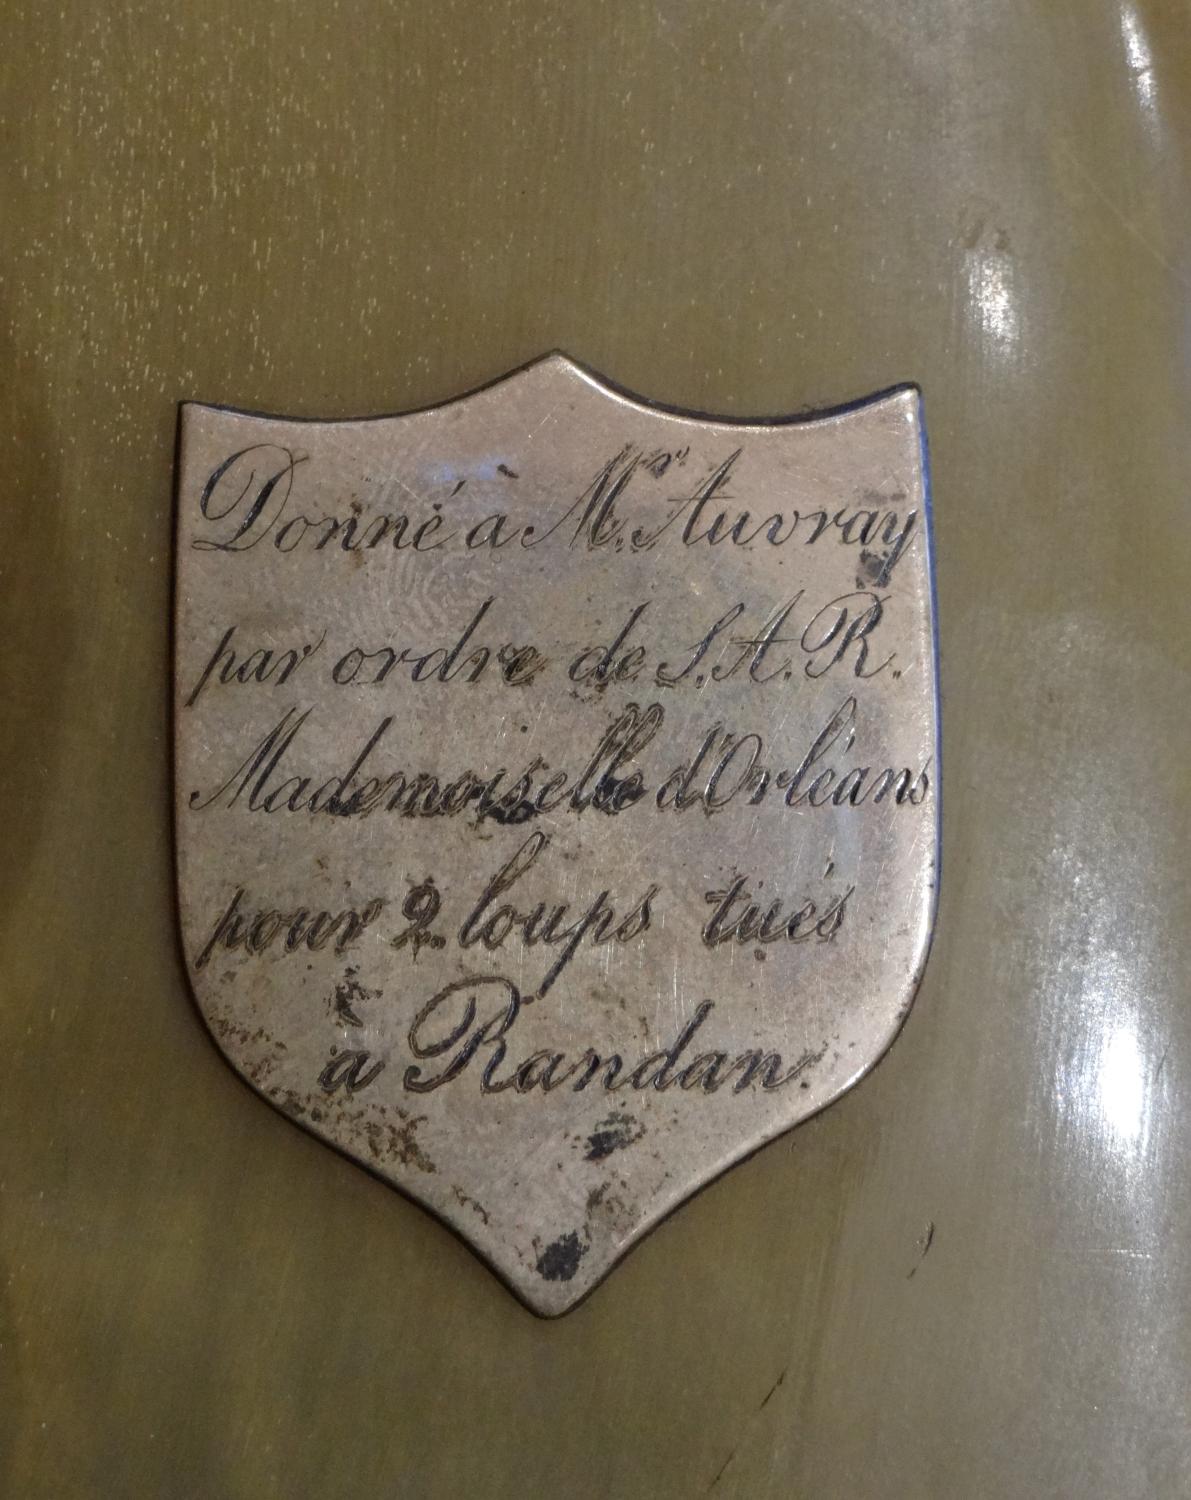 Donné à Mr. Auvray
par ordre de S.A.R.
Mademoiselle d'Orléans
pour 2 loups tués
à Randan.